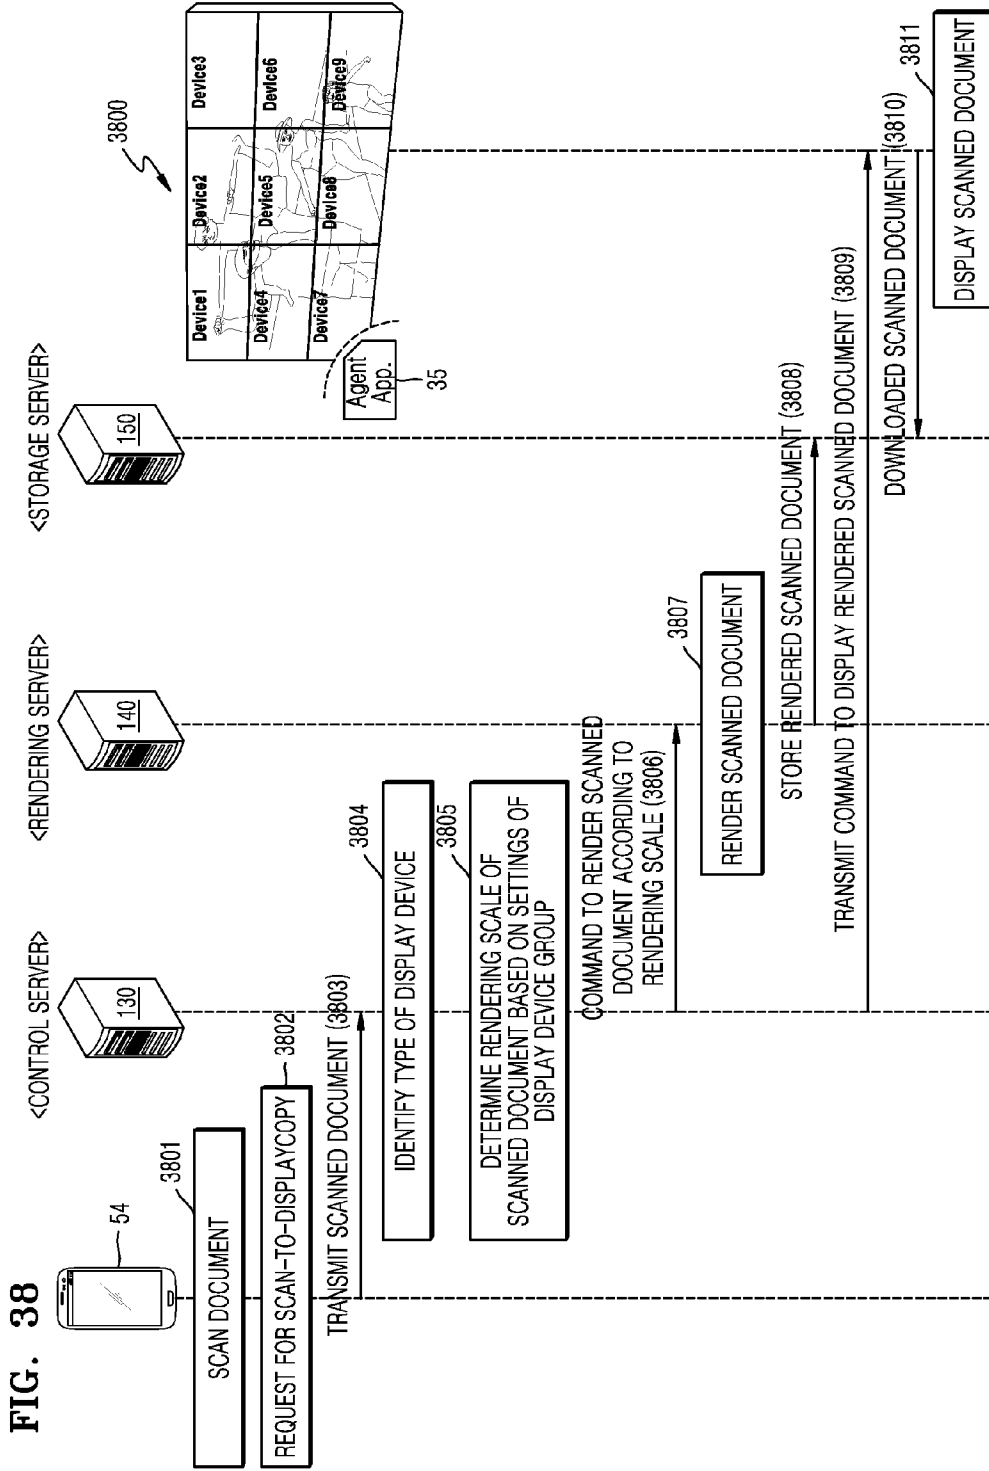 FIG. 38
54
<CONTROL SERVER>
130
<RENDERING SERVER>
140
<STORAGE SERVER>
150
3800
Device1
Device2
Device3
Device4
Device5
Device6
Device7
Device8
Device9
Agent
App.
35
3801
SCAN DOCUMENT
3802
REQUEST FOR SCAN-TO-DISPLAYCOPY
TRANSMIT SCANNED DOCUMENT (3803)
3804
IDENTIFY TYPE OF DISPLAY DEVICE
3805
DETERMINE RENDERING SCALE OF
SCANNED DOCUMENT BASED ON SETTINGS OF
DISPLAY DEVICE GROUP
COMMAND TO RENDER SCANNED
DOCUMENT ACCORDING TO
RENDERING SCALE (3806)
3807
RENDER SCANNED DOCUMENT
STORE RENDERED SCANNED DOCUMENT (3808)
TRANSMIT COMMAND TO DISPLAY RENDERED SCANNED DOCUMENT (3809)
DOWNLOADED SCANNED DOCUMENT (3810)
3811
DISPLAY SCANNED DOCUMENT